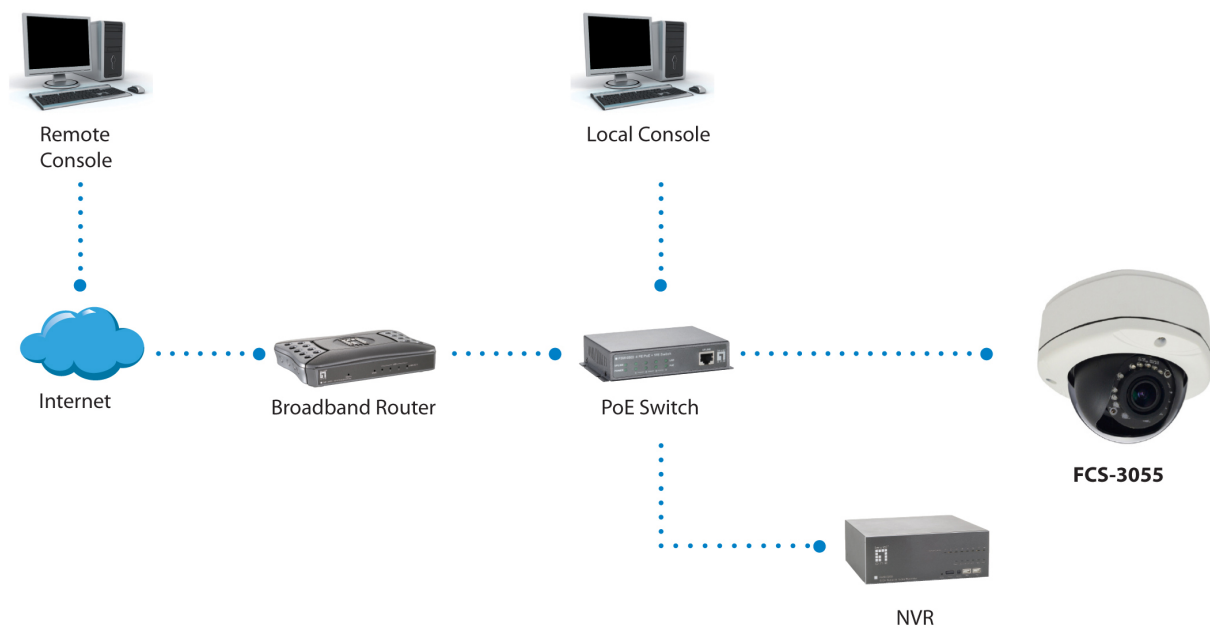 Remote
Console
Local Console
Internet
Broadband Router
PoE Switch
FCS-3055
NVR